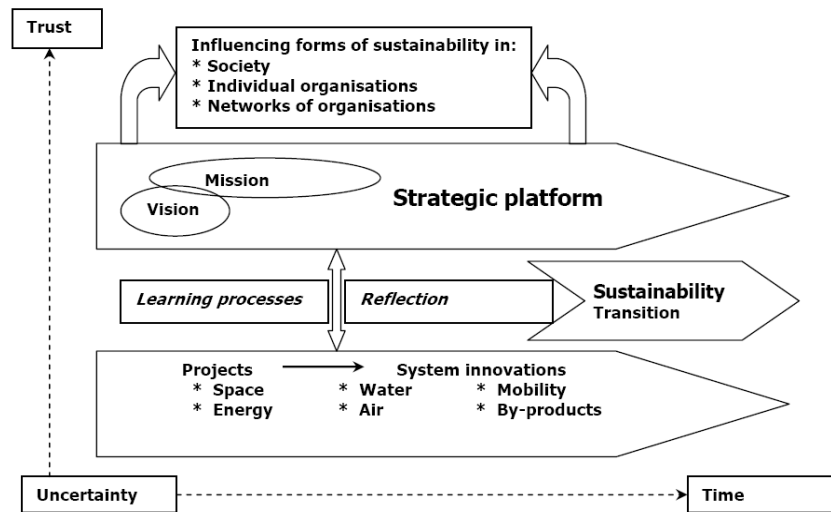 Trust
Influencing forms of sustainability in:
* Society
* Individual organisations
* Networks of organisations
Mission
Vision
Strategic platform
Learning processes
Reflection
Sustainability
Transition
Projects System innovations
* Space * Water * Mobility
* Energy * Air * By-products
Uncertainty
Time